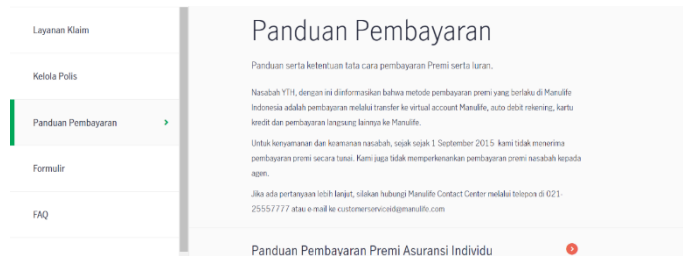 Layanan Klaim
Kelola Polis
Panduan Pembayaran
Formulir
FAQ
Panduan Pembayaran
Panduan serta ketentuan tata cara pembayaran Premi serta Iuran.
Nasabah YTH, dengan ini diinformasikan bahwa metode pembayaran premi yang berlaku di Manulife
Indonesia adalah pembayaran melalui transfer ke virtual account Manulife, auto debit rekening, kartu
kredit dan pembayaran langsung lainnya ke Manulife.
Untuk kenyamanan dan keamanan nasabah, sejak sejak 1 September 2015 kami tidak menerima
pembayaran premi secara tunai. Kami juga tidak memperkenankan pembayaran premi nasabah kepada
agen.
Jika ada pertanyaan lebih lanjut, silakan hubungi Manulife Contact Center melalui telepon di 021-
25557777 atau e-mail ke customerserviceid@manulife.com
Panduan Pembayaran Premi Asuransi Individu